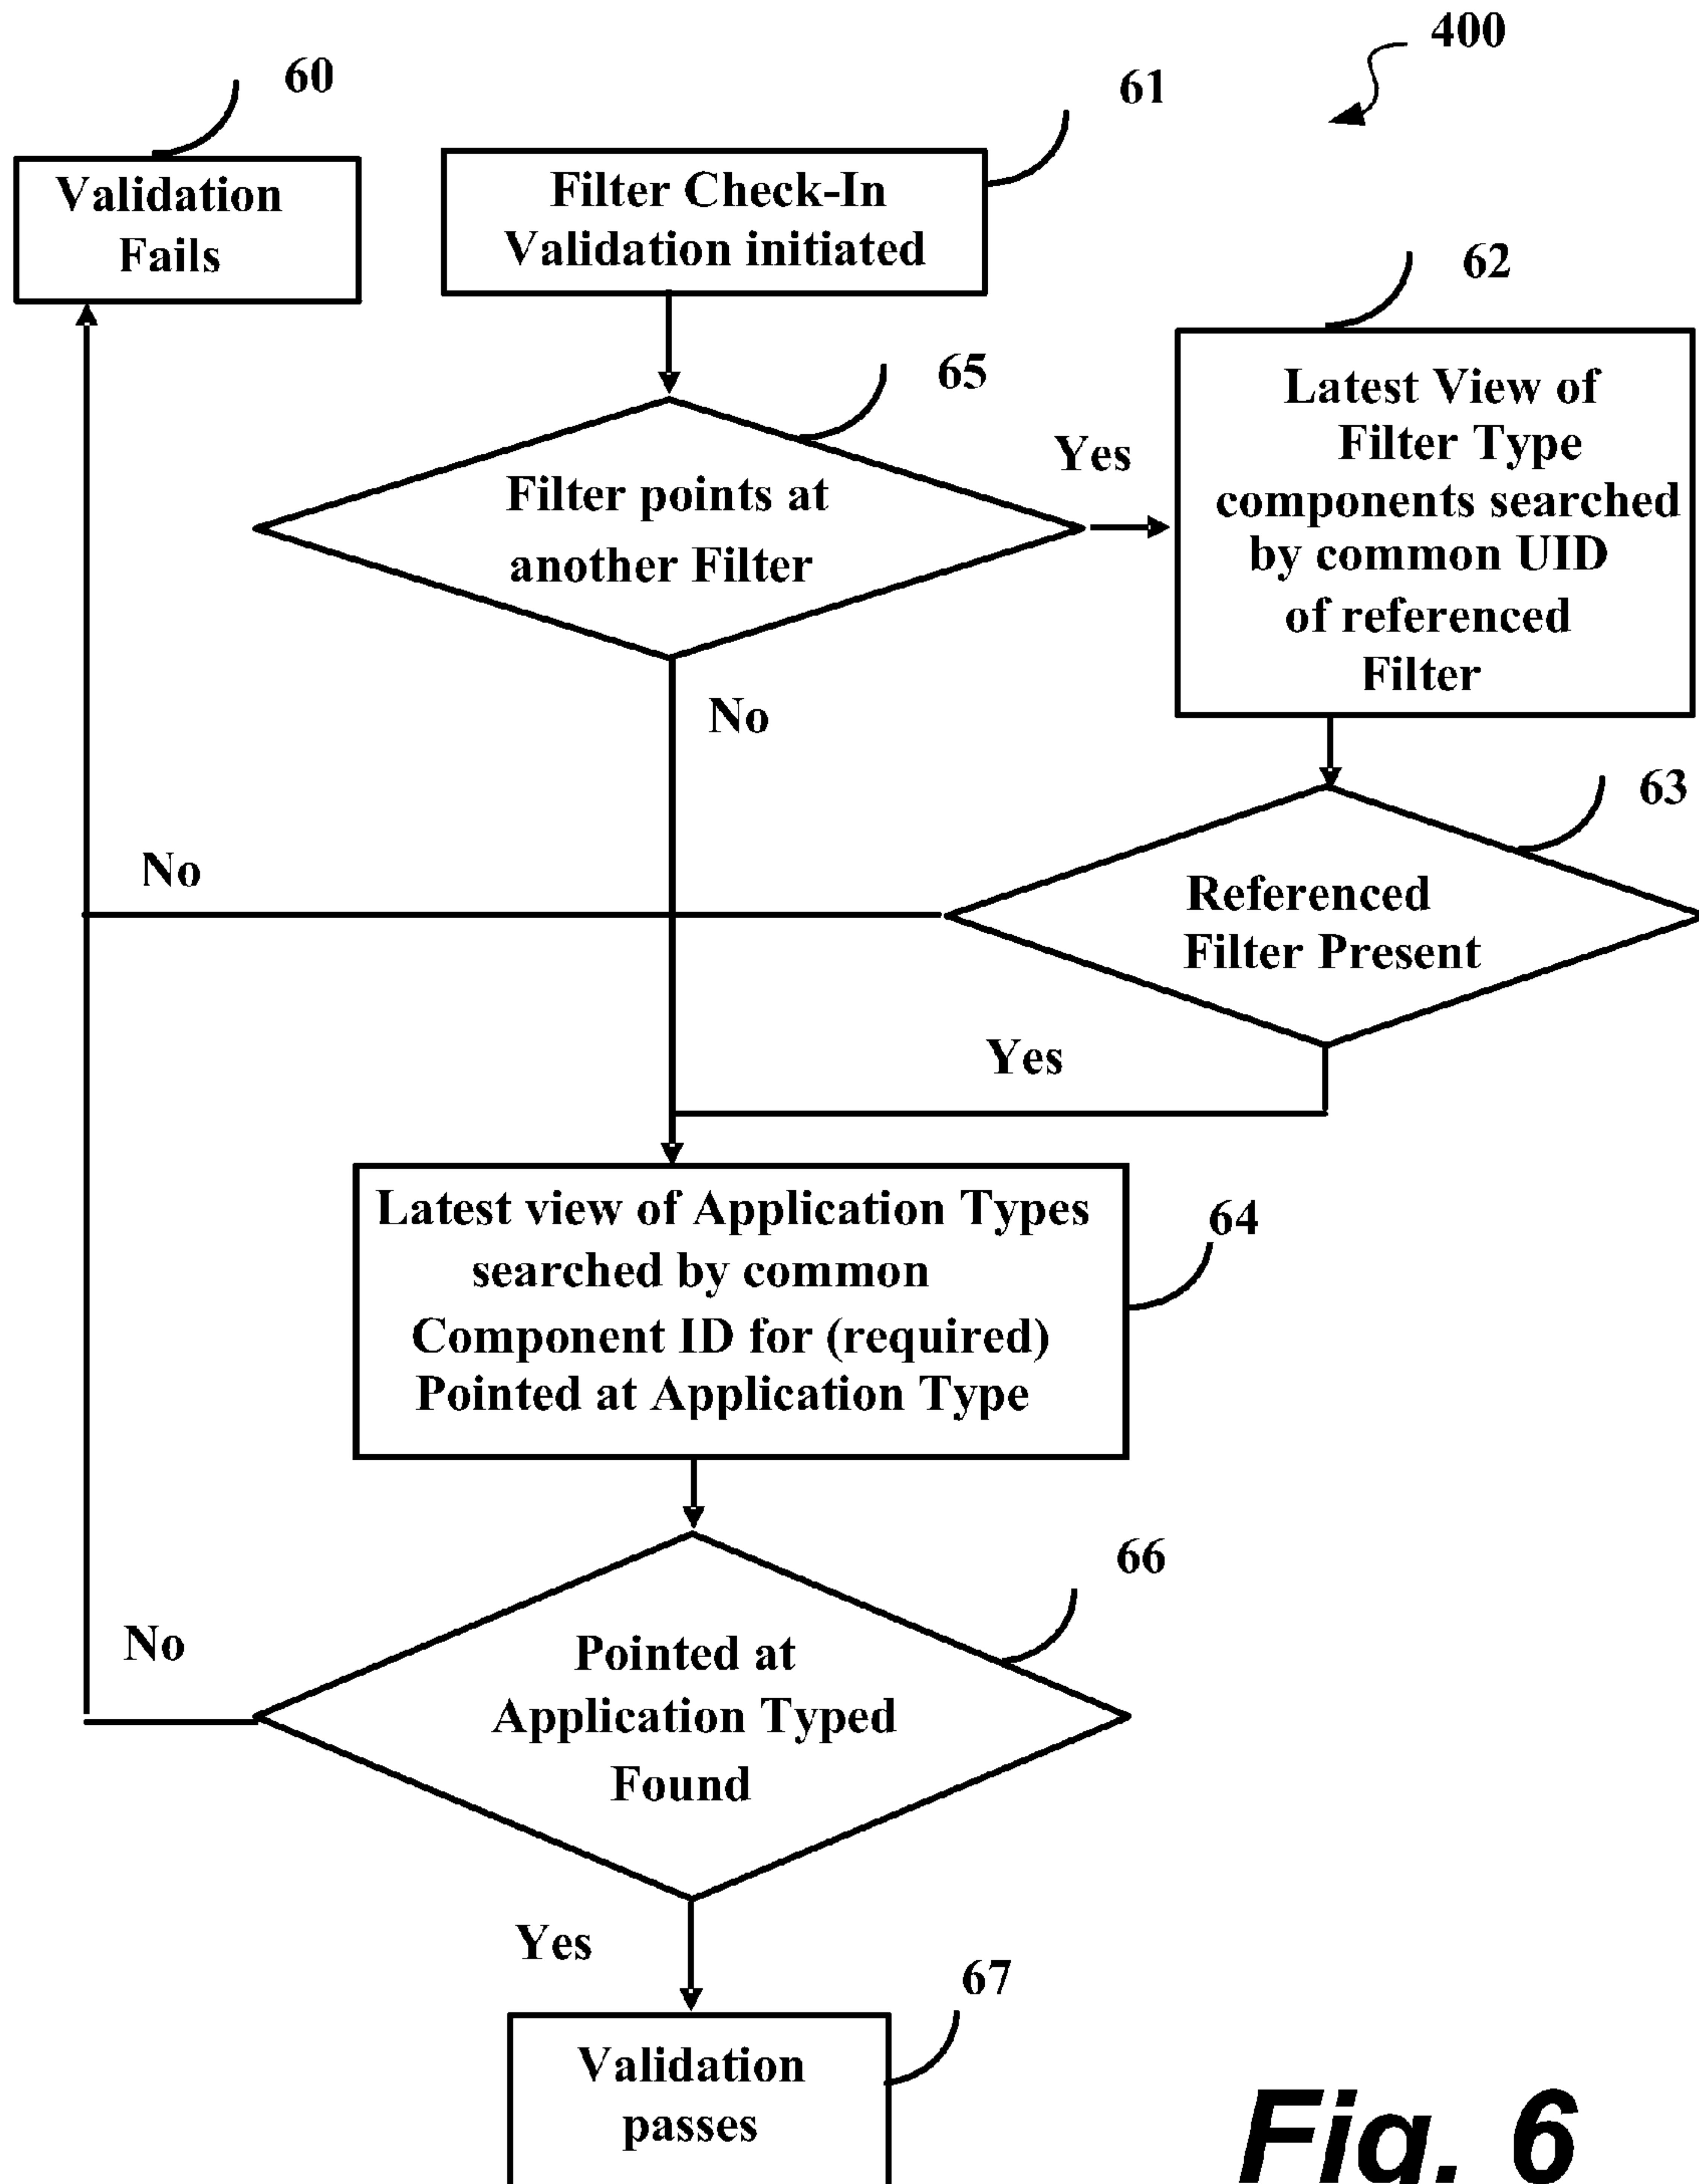 400
60
61
Validation
Fails
Filter Check-In
Validation initiated
62
65
Latest View of
Filter Type
components searched
by common UID
of referenced
Filter
Yes
Filter points at
another Filter
No
63
No
Referenced
Filter Present
Yes
Latest view of Application Types
searched by common
Component ID for (required)
Pointed at Application Type
64
66
No
Pointed at
Application Typed
Found
Yes
67
Validation
passes
Fig. 6